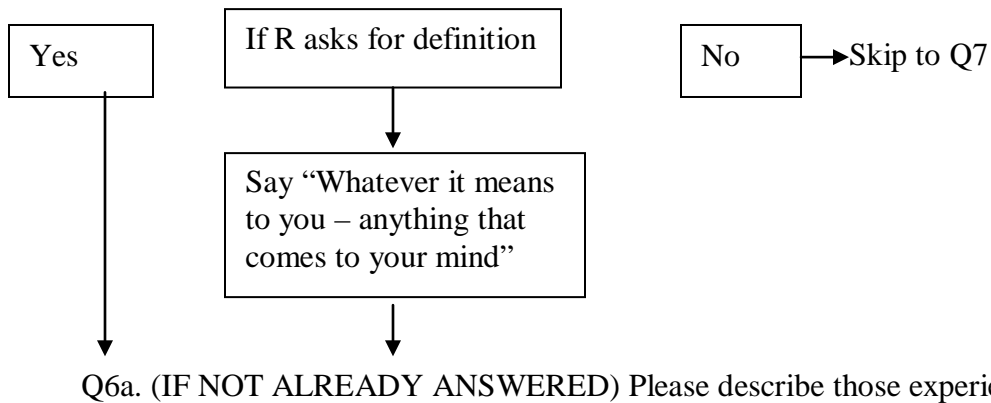 Yes
If R asks for definition
No
Skip to Q7
Say “Whatever it means
to you – anything that
comes to your mind”
Q6a. (IF NOT ALREADY ANSWERED) Please describe those